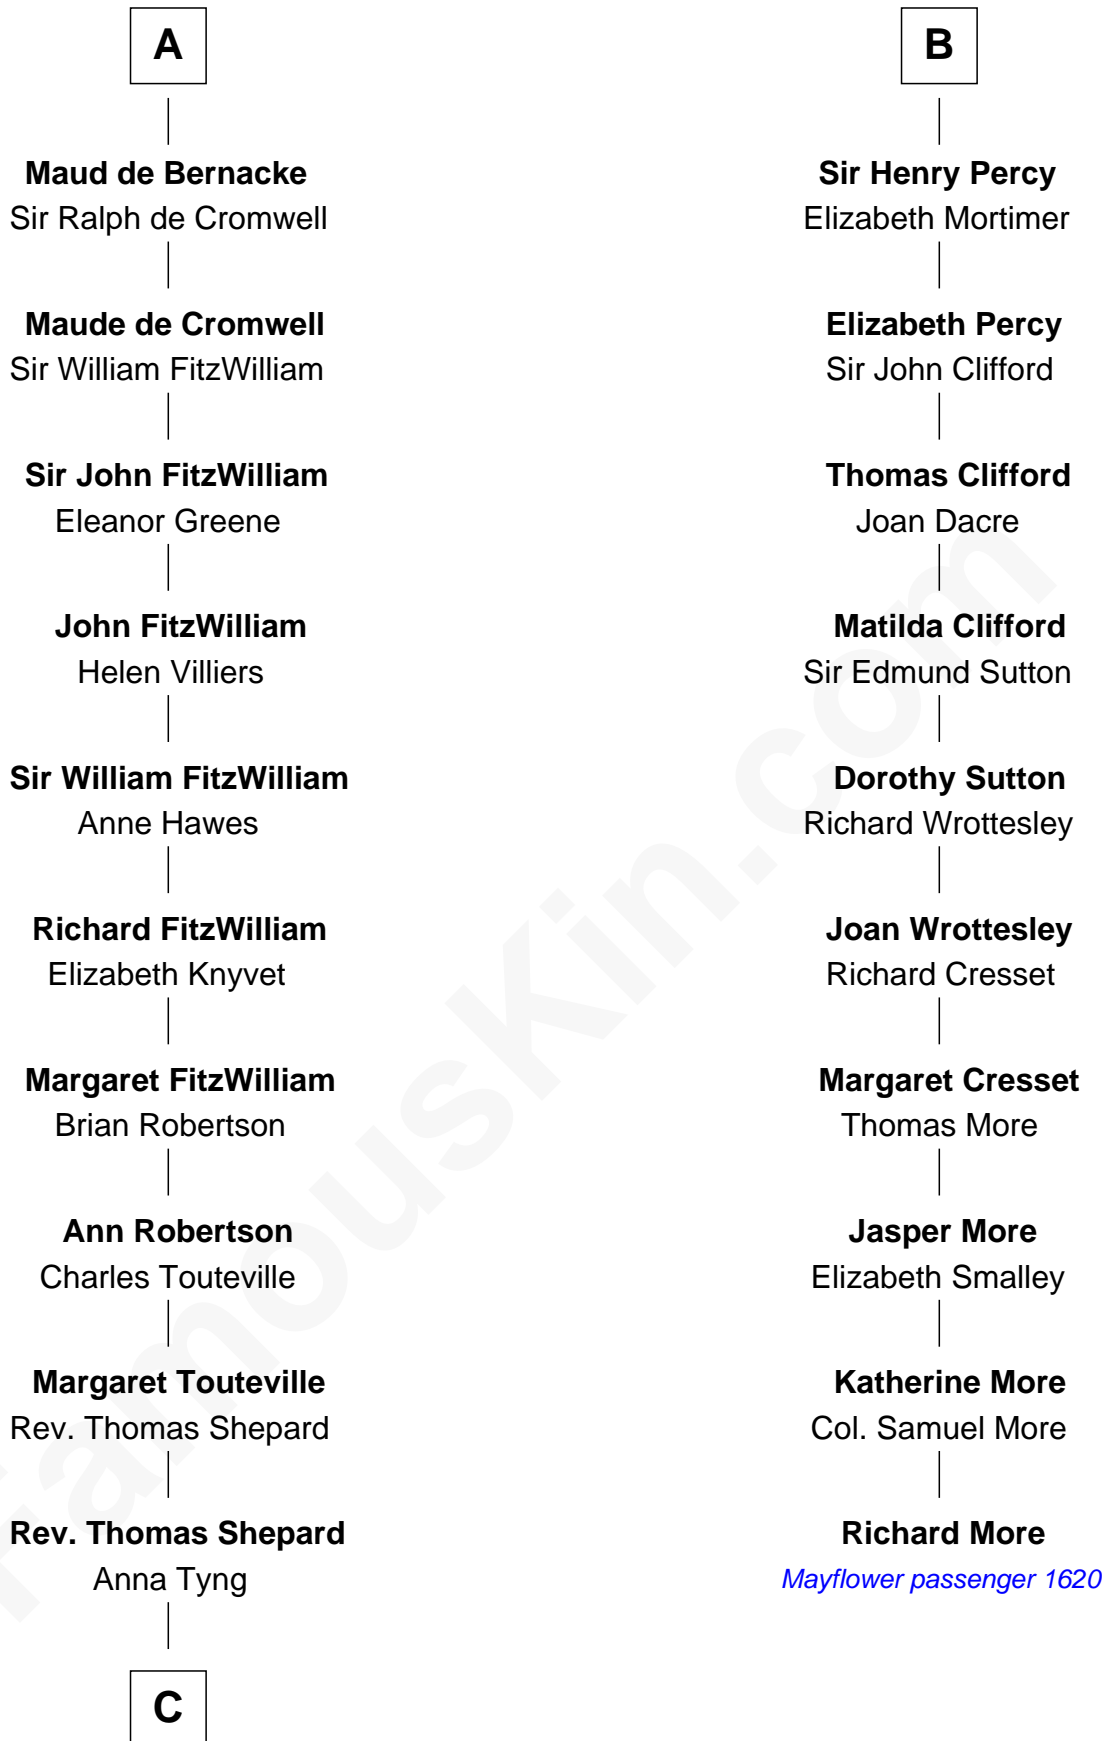 A
Maud de Bernacke
Sir Ralph de Cromwell
Maude de Cromwell
Sir William FitzWilliam
Sir John FitzWilliam
Eleanor Greene
John FitzWilliam
Helen Villiers
Sir William FitzWilliam
Anne Hawes
Richard FitzWilliam
Elizabeth Knyvet
Margaret FitzWilliam
Brian Robertson
Ann Robertson
Charles Touteville
Margaret Touteville
Rev. Thomas Shepard
Rev. Thomas Shepard
Anna Tyng
C
B
Sir Henry Percy
Elizabeth Mortimer
Elizabeth Percy
Sir John Clifford
Thomas Clifford
Joan Dacre
Matilda Clifford
Sir Edmund Sutton
Dorothy Sutton
Richard Wrottesley
Joan Wrottesley
Richard Cresset
Margaret Cresset
Thomas More
Jasper More
Elizabeth Smalley
Katherine More
Col. Samuel More
Richard More
Mayflower passenger 1620
FamousKin.com